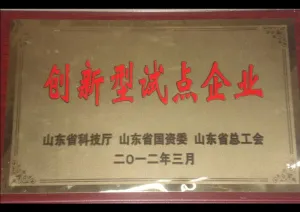 创新型试点企业
山东省科技厅 山东省国资委 山东省总工会
二〇一二年三月